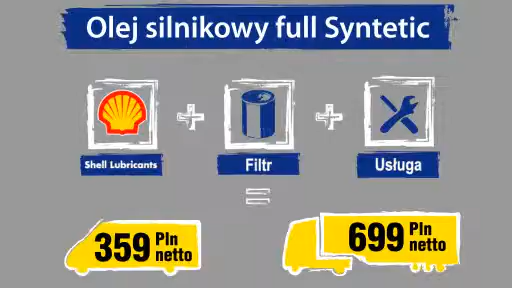 Olej silnikowy full Syntetic
Shell Lubricants
Filtr
Usługa
359 Pln netto
699 Pln netto